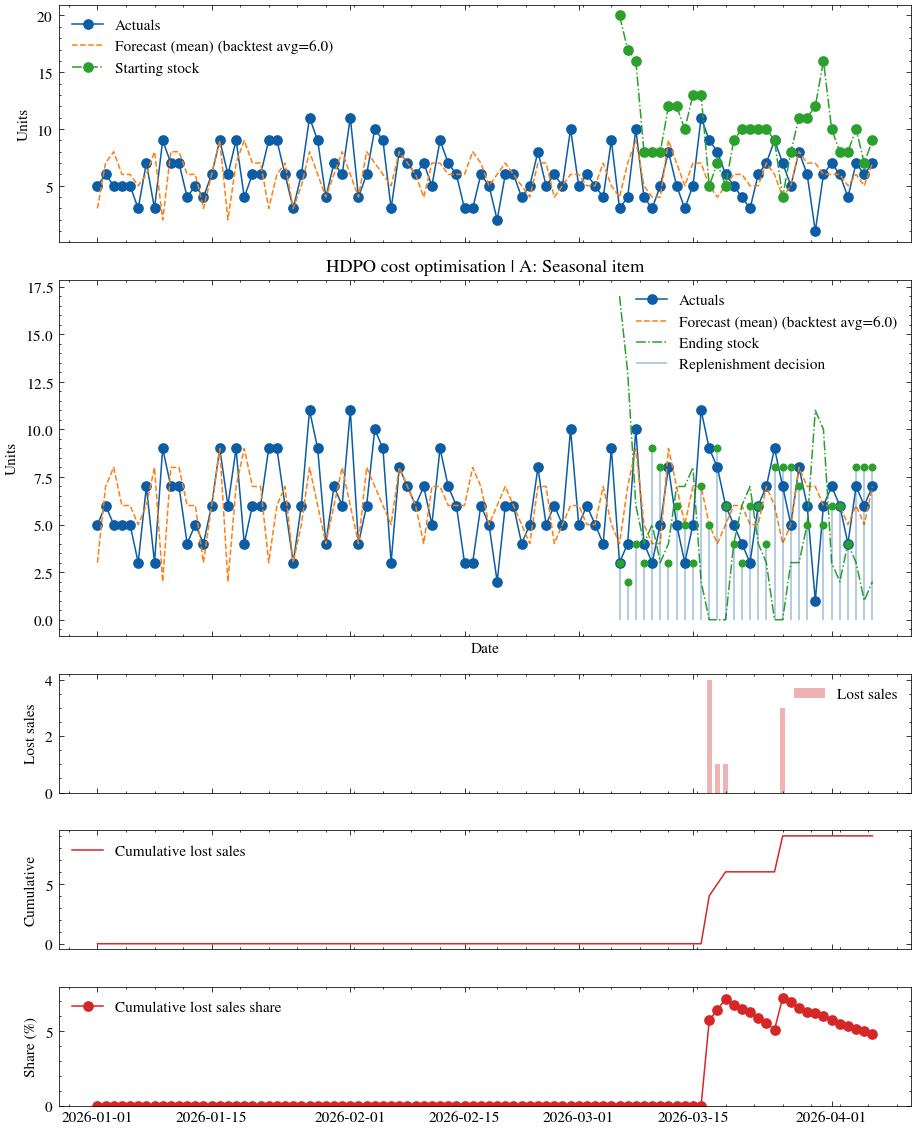 20
15
10
5
Units
Actuals
Forecast (mean) (backtest avg=6.0)
Starting stock
HDPO cost optimisation | A: Seasonal item
17.5
15.0
12.5
10.0
7.5
5.0
2.5
0.0
Units
Actuals
Forecast (mean) (backtest avg=6.0)
Ending stock
Replenishment decision
Date
4
2
0
Lost sales
Lost sales
5
0
Cumulative
Cumulative lost sales
5
0
Share (%)
Cumulative lost sales share
2026-01-01 2026-01-15 2026-02-01 2026-02-15 2026-03-01 2026-03-15 2026-04-01